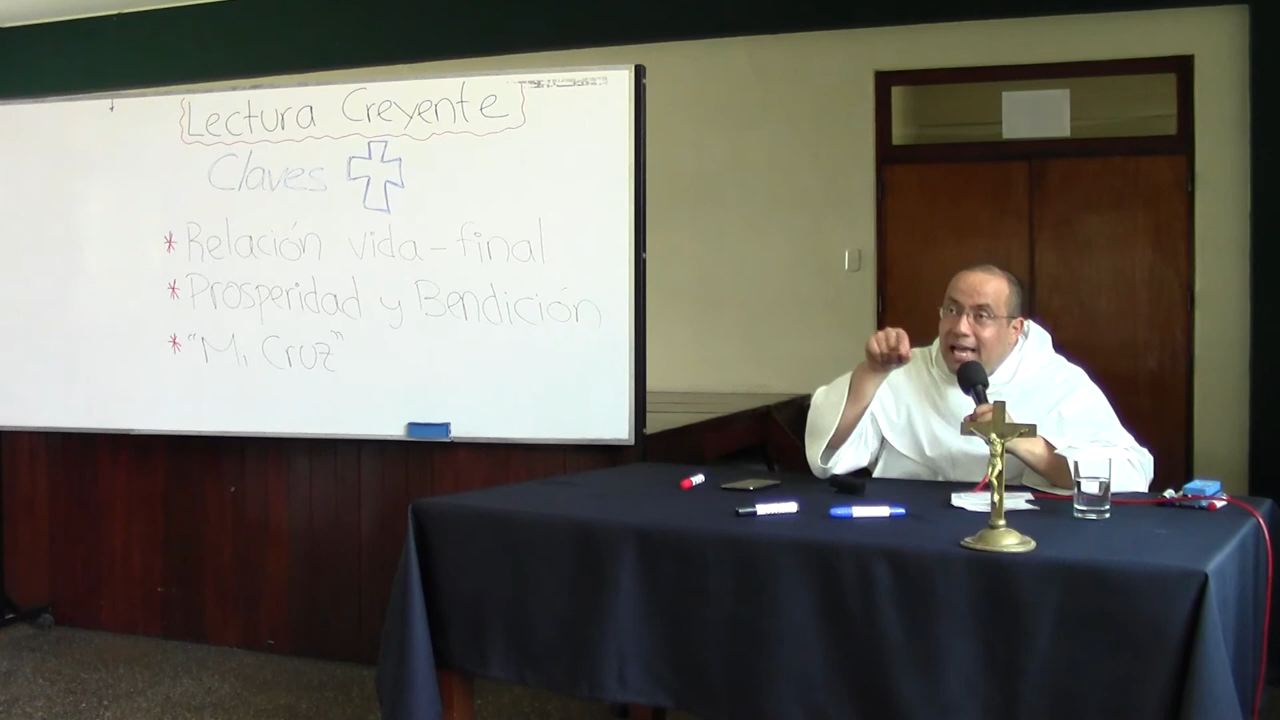 Lectura Creyente
Claves
* Relación vida - final
* Prosperidad y Bendición
* "Mi Cruz"